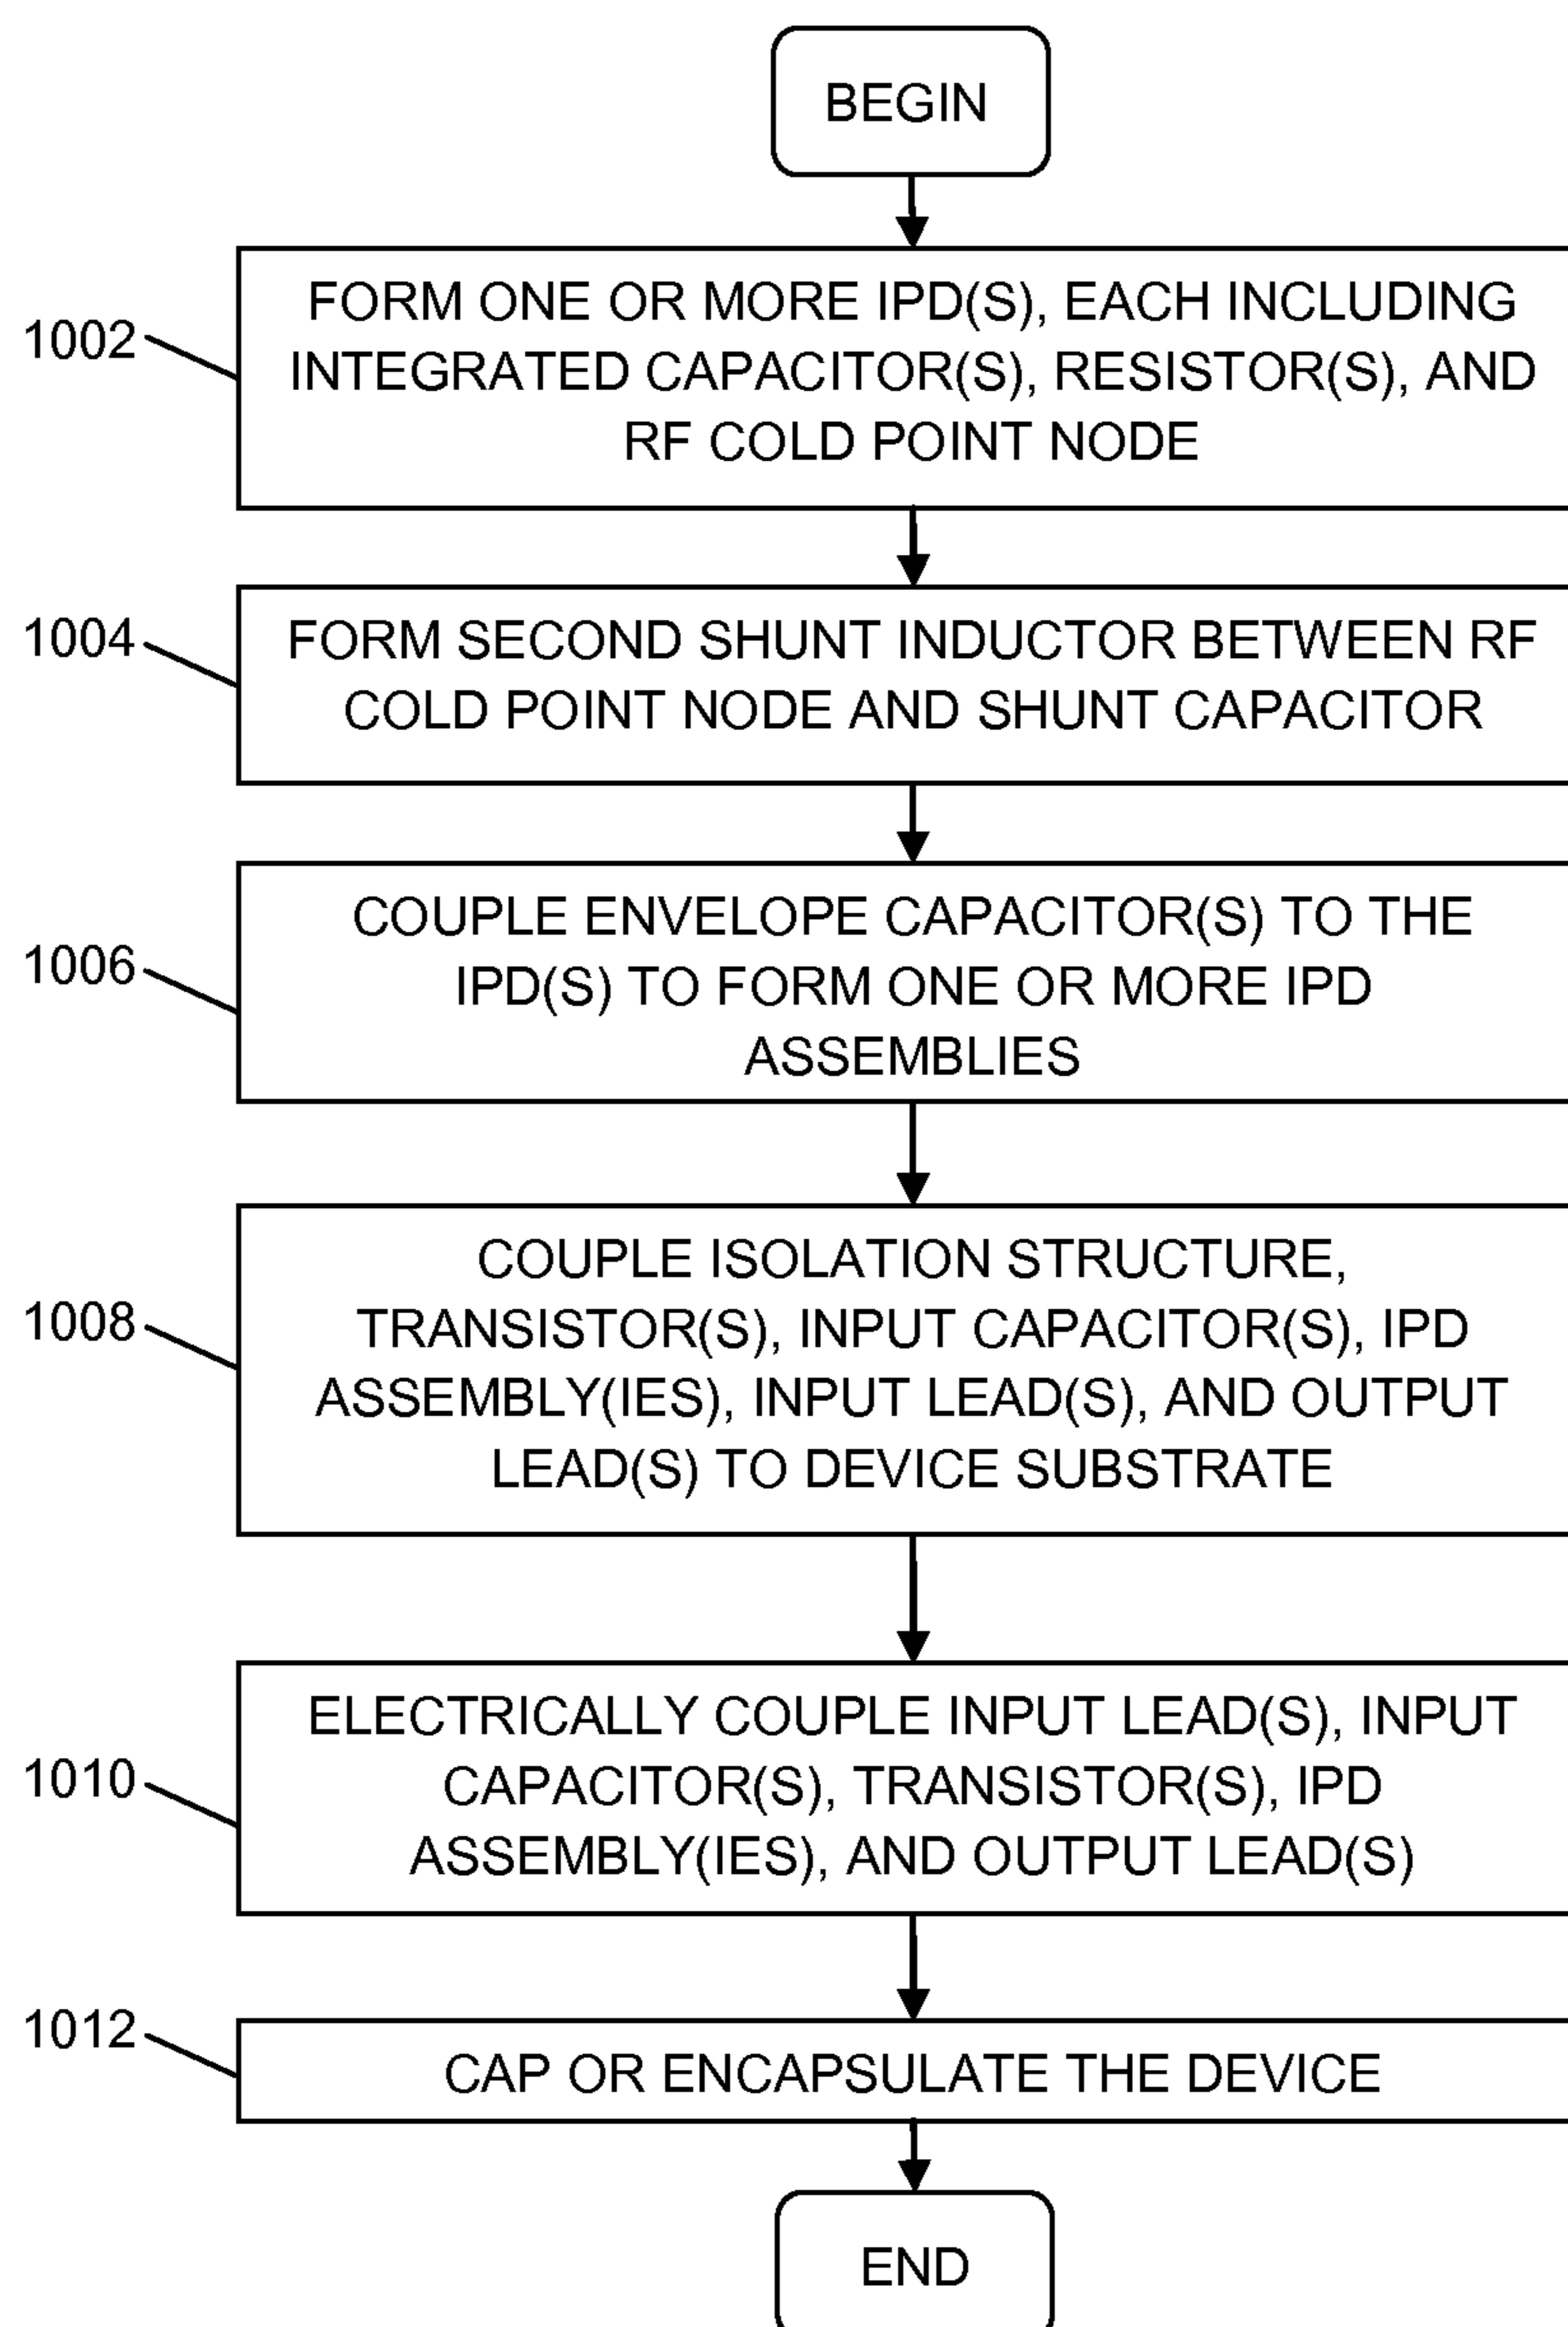 BEGIN
1002
FORM ONE OR MORE IPD(S), EACH INCLUDING
INTEGRATED CAPACITOR(S), RESISTOR(S), AND
RF COLD POINT NODE
1004
FORM SECOND SHUNT INDUCTOR BETWEEN RF
COLD POINT NODE AND SHUNT CAPACITOR
1006
COUPLE ENVELOPE CAPACITOR(S) TO THE
IPD(S) TO FORM ONE OR MORE IPD
ASSEMBLIES
1008
COUPLE ISOLATION STRUCTURE,
TRANSISTOR(S), INPUT CAPACITOR(S), IPD
ASSEMBLY(IES), INPUT LEAD(S), AND OUTPUT
LEAD(S) TO DEVICE SUBSTRATE
1010
ELECTRICALLY COUPLE INPUT LEAD(S), INPUT
CAPACITOR(S), TRANSISTOR(S), IPD
ASSEMBLY(IES), AND OUTPUT LEAD(S)
1012
CAP OR ENCAPSULATE THE DEVICE
END